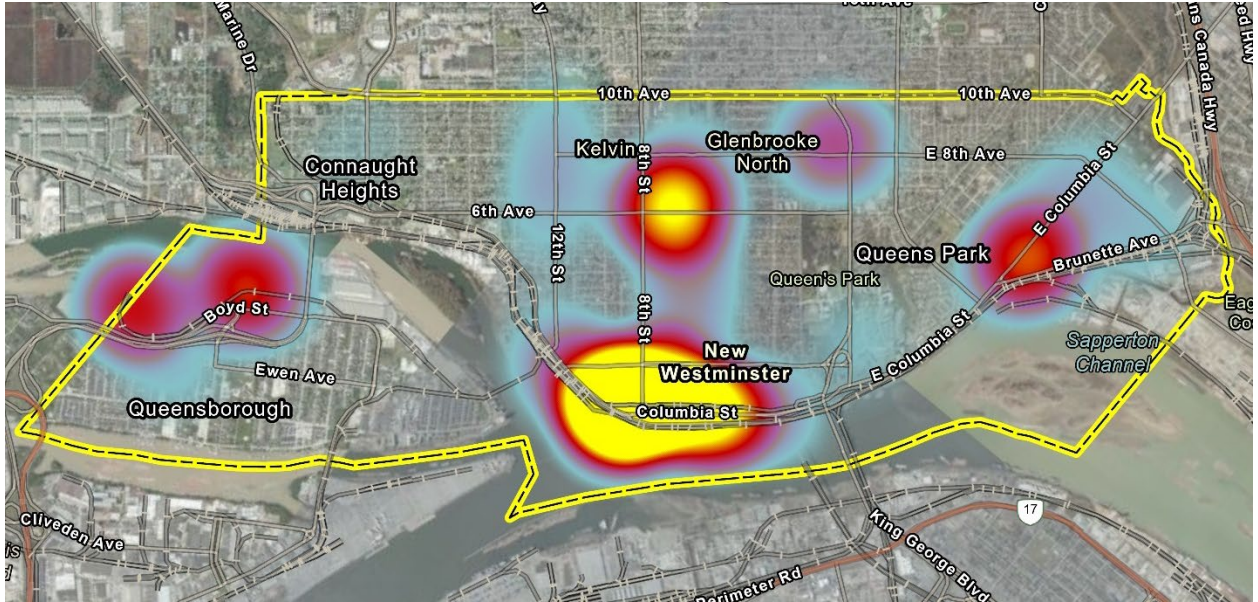 Marine Dr
10th Ave
10th Ave
Canada Hwy
Kelvin
8th St
Glenbrooke
North
E 8th Ave
Connaught
Heights
E Columbia St
6th Ave
12th St
Queens Park
Brunette Ave
Queen's Park
Boyd St
8th St
New
Westminster
E Columbia St
Sapperton
Channel
Ewen Ave
Columbia St
Queensborough
17
Cliveden Ave
King George Blvd
Perimeter Rd